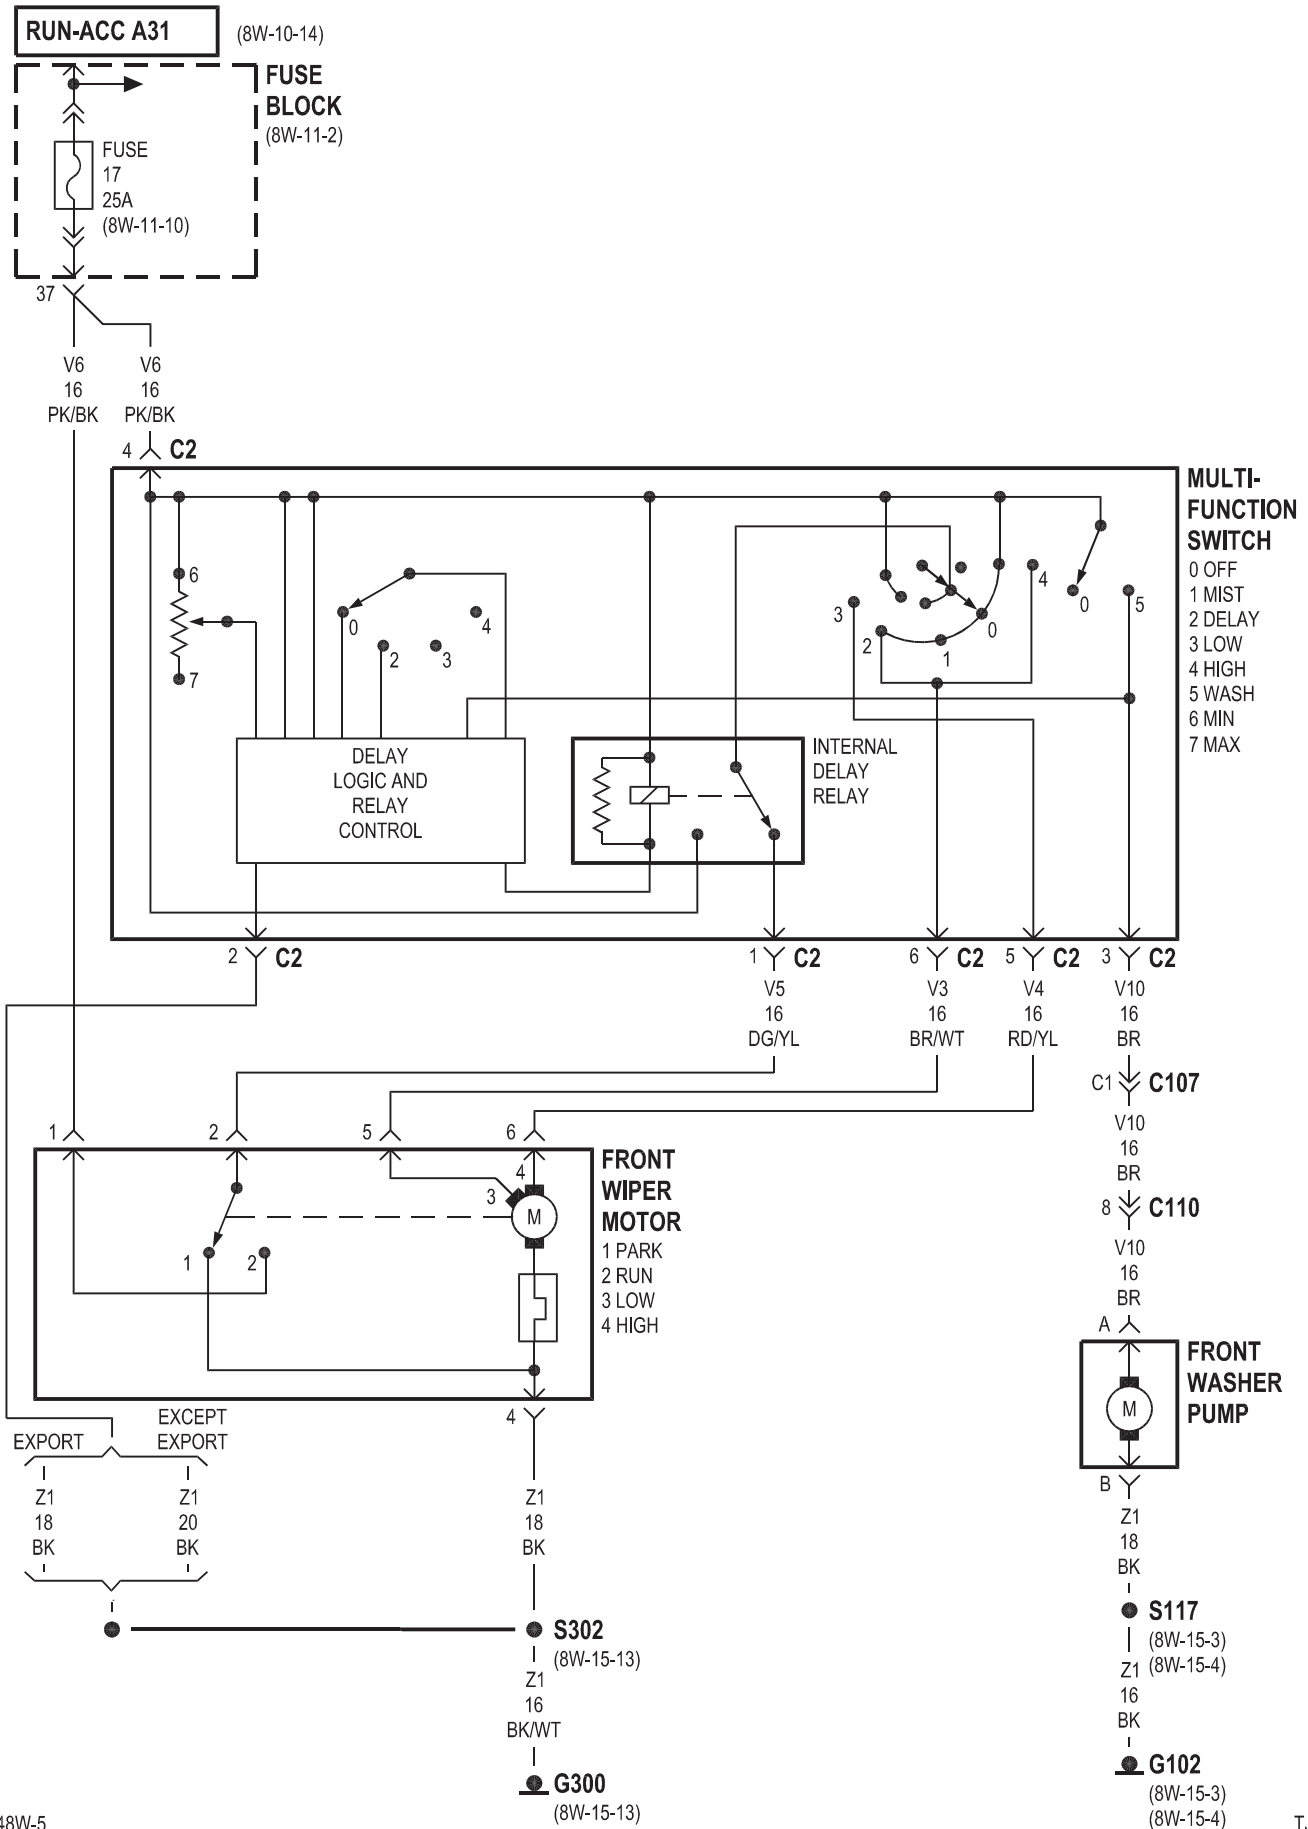 RUN-ACC A31
(8W-10-14)
FUSE
BLOCK
(8W-11-2)
FUSE
17
25A
(8W-11-10)
37
V6
16
PK/BK
V6
16
PK/BK
4
C2
MULTI-
FUNCTION
SWITCH
0 OFF
1 MIST
2 DELAY
3 LOW
4 HIGH
5 WASH
6 MIN
7 MAX
6
7
0
2
3
4
3
2
1
0
4
0
5
DELAY
LOGIC AND
RELAY
CONTROL
INTERNAL
DELAY
RELAY
2
C2
1
C2
6
C2
5
C2
3
C2
V5
16
DG/YL
V3
16
BR/WT
V4
16
RD/YL
V10
16
BR
C1
C107
V10
16
BR
8
C110
V10
16
BR
A
1
2
5
6
FRONT
WIPER
MOTOR
1 PARK
2 RUN
3 LOW
4 HIGH
4
3
M
1
2
4
FRONT
WASHER
PUMP
M
B
EXPORT
EXCEPT
EXPORT
Z1
18
BK
Z1
20
BK
Z1
18
BK
S302
(8W-15-13)
Z1
16
BK/WT
G300
(8W-15-13)
Z1
18
BK
S117
(8W-15-3)
(8W-15-4)
Z1
16
BK
G102
(8W-15-3)
(8W-15-4)
48W-5